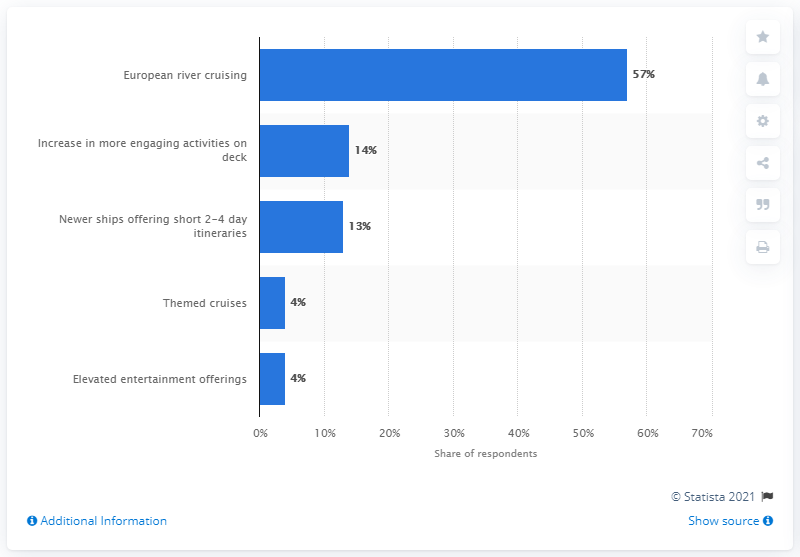 European river cruising
57%
Increase in more engaging activities on
deck
14%
Newer ships offering short 2-4 day
itineraries
13%
Themed cruises
4%
Elevated entertainment offerings
4%
0% 10% 20% 30% 40% 50% 60% 70%
Share of respondents
© Statista 2021
Additional Information
Show source